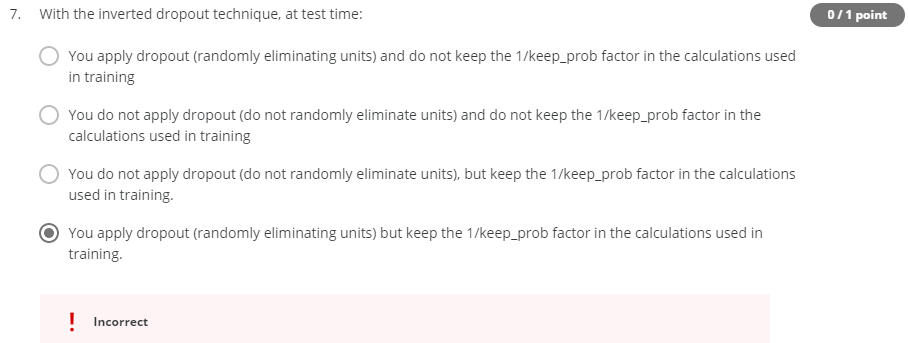 7. With the inverted dropout technique, at test time:
0 / 1 point
You apply dropout (randomly eliminating units) and do not keep the 1/keep_prob factor in the calculations used
in training
You do not apply dropout (do not randomly eliminate units) and do not keep the 1/keep_prob factor in the
calculations used in training
You do not apply dropout (do not randomly eliminate units), but keep the 1/keep_prob factor in the calculations
used in training.
You apply dropout (randomly eliminating units) but keep the 1/keep_prob factor in the calculations used in
training.
! Incorrect